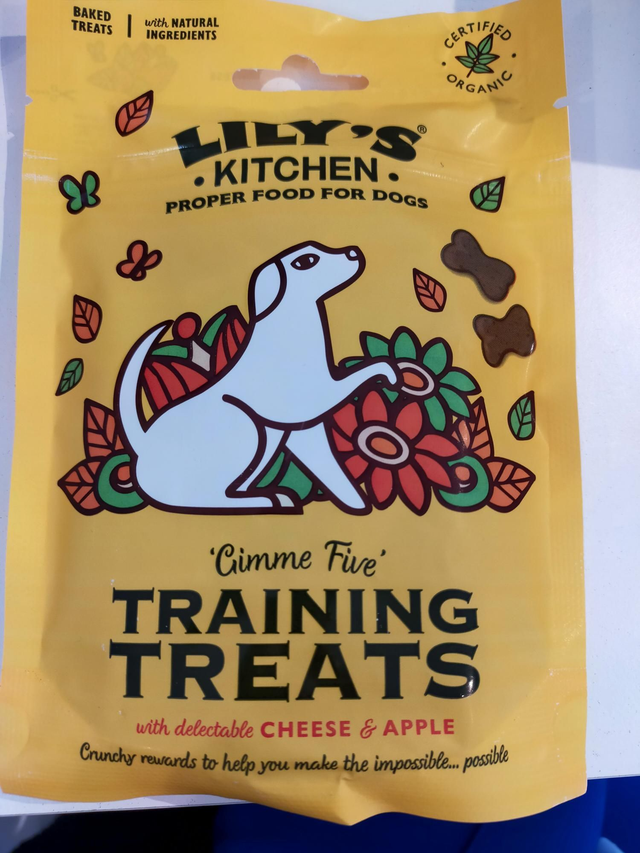 BAKED
TREATS
with NATURAL
INGREDIENTS
CERTIFIED
ORGANIC
LILY'S®
• KITCHEN •
PROPER FOOD FOR DOGS
'Gimme Five'
TRAINING
TREATS
with delectable CHEESE & APPLE
Crunchy rewards to help you make the impossible... possible